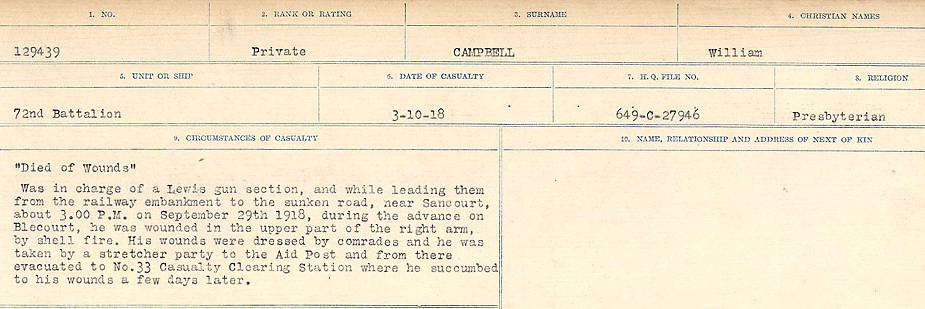 1. NO. 2. RANK OR RATING 3. SURNAME 4. CHRISTIAN NAMES
129439 Private CAMPBELL William
5. UNIT OR SHIP 6. DATE OF CASUALTY 7. H. Q. FILE NO. 8. RELIGION
72nd Battalion 3-10-18 649-C-27946 Presbyterian
9. CIRCUMSTANCES OF CASUALTY 10. NAME, RELATIONSHIP AND ADDRESS OF NEXT OF KIN
"Died of Wounds"
Was in charge of a Lewis gun section, and while leading them
from the railway embankment to the sunken road, near Sancourt,
about 3.00 P.M. on September 29th 1918, during the advance on
Blecourt, he was wounded in the upper part of the right arm,
by shell fire. His wounds were dressed by comrades and he was
taken by a stretcher party to the Aid Post and from there
evacuated to No.33 Casualty Clearing Station where he succumbed
to his wounds a few days later.